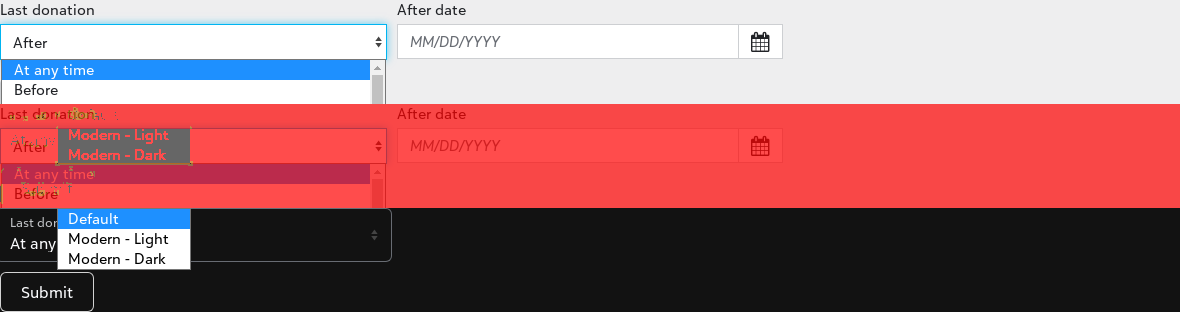 Last donation After date
After MM/DD/YYYY
At any time
Before
Last donation After date
Modern - Light
After MM/DD/YYYY
Modern - Dark
At any time
Before
Default
Last don
Modern - Light
At any
Modern - Dark
Submit